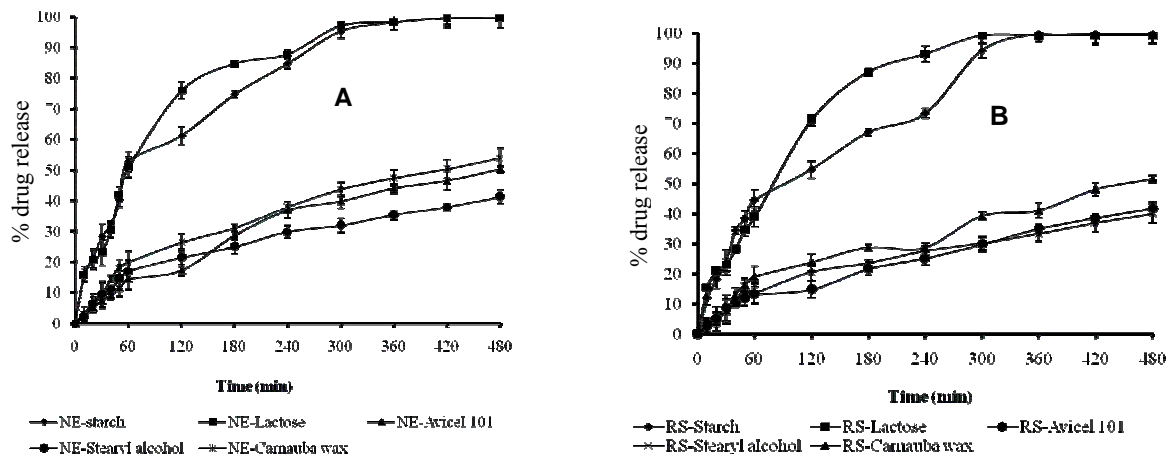 A
% drug release
100
90
80
70
60
50
40
30
20
10
0
0 60 120 180 240 300 360 420 480
Time (min)
NE-starch NE-Lactose NE-Avicel 101
NE-Stearyl alcohol NE-Carnauba wax
B
% drug release
100
90
80
70
60
50
40
30
20
10
0
0 60 120 180 240 300 360 420 480
Time (min)
RS-Starch RS-Lactose RS-Avicel 101
RS-Stearyl alcohol RS-Carnauba wax